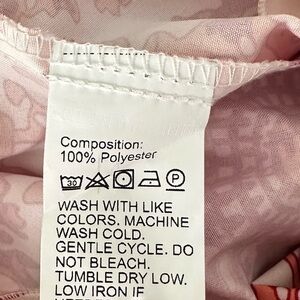 Composition:
100% Polyester
30 P
WASH WITH LIKE
COLORS. MACHINE
WASH COLD.
GENTLE CYCLE. DO
NOT BLEACH.
TUMBLE DRY LOW.
LOW IRON IF